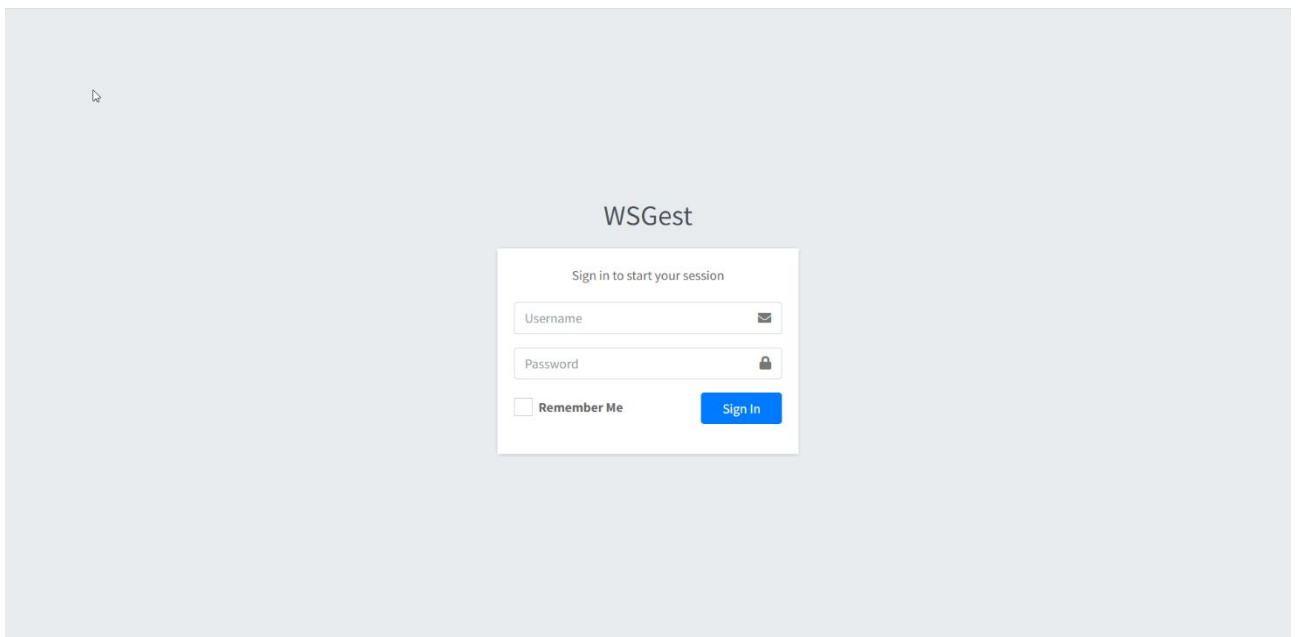 WSGest
Sign in to start your session
Username
Password
Remember Me
Sign In